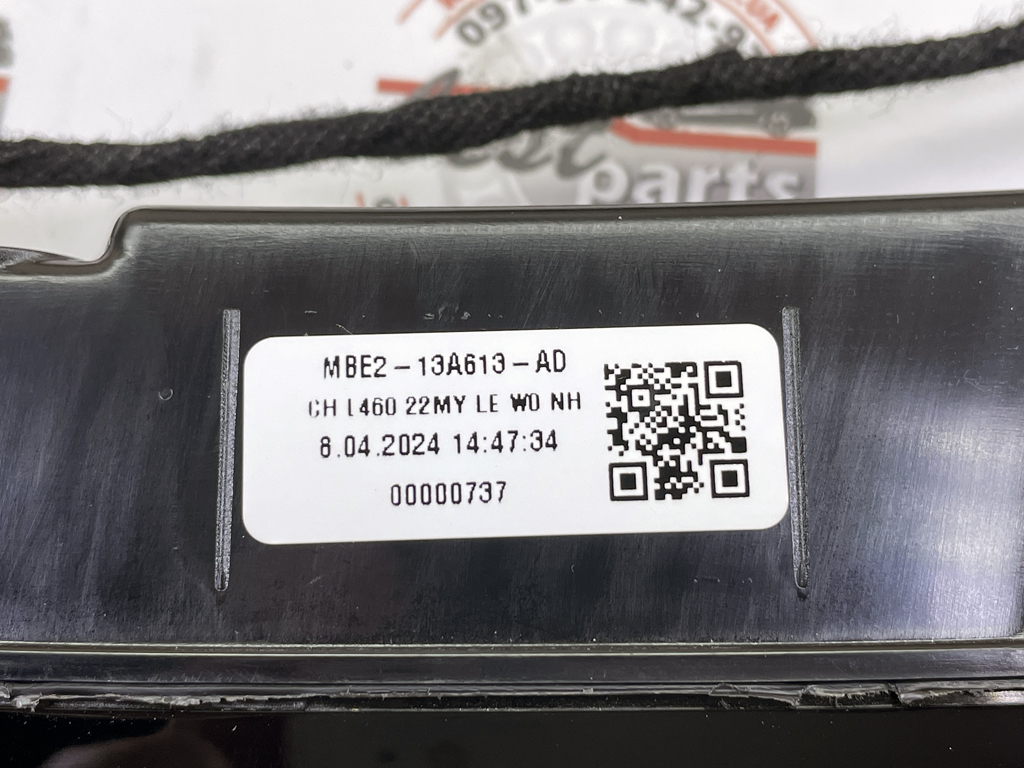 parts
MBE2-13A613-AD
CH L460 22MY LE WO NH
8.04.2024 14:47:34
00000737